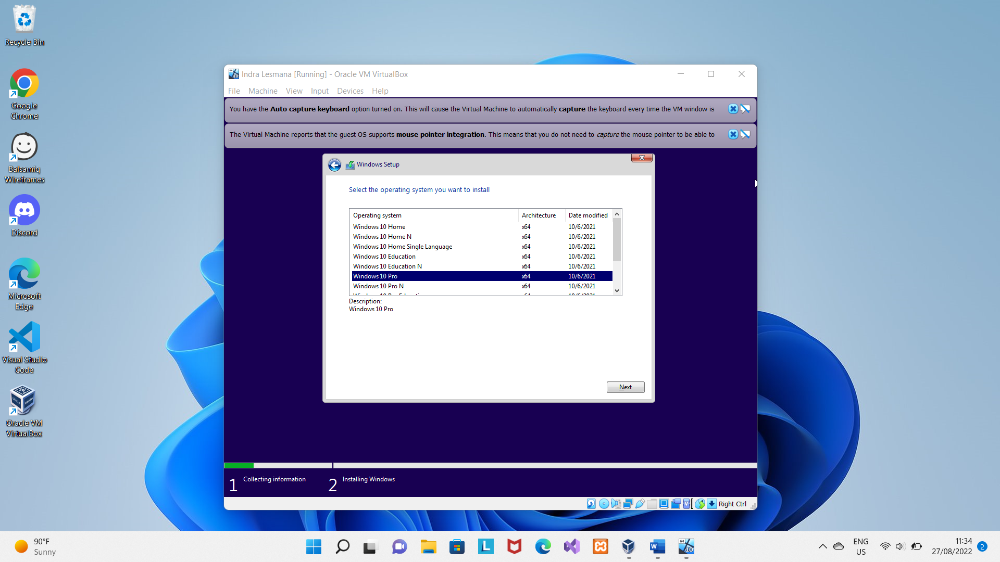 Recycle Bin
Google
Chrome
Balsamiq
Wireframes
Discord
Microsoft
Edge
Visual Studio
Code
Oracle VM
VirtualBox
Indra Lesmana [Running] - Oracle VM VirtualBox
File Machine View Input Devices Help
You have the Auto capture keyboard option turned on. This will cause the Virtual Machine to automatically capture the keyboard every time the VM window is
The Virtual Machine reports that the guest OS supports mouse pointer integration. This means that you do not need to capture the mouse pointer to be able to
Windows Setup
Select the operating system you want to install
Operating system Architecture Date modified
Windows 10 Home x64 10/6/2021
Windows 10 Home N x64 10/6/2021
Windows 10 Home Single Language x64 10/6/2021
Windows 10 Education x64 10/6/2021
Windows 10 Education N x64 10/6/2021
Windows 10 Pro x64 10/6/2021
Windows 10 Pro N x64 10/6/2021
Description:
Windows 10 Pro
Next
1 Collecting information 2 Installing Windows
Right Ctrl
90°F
Sunny
ENG
US
11:34
27/08/2022
2